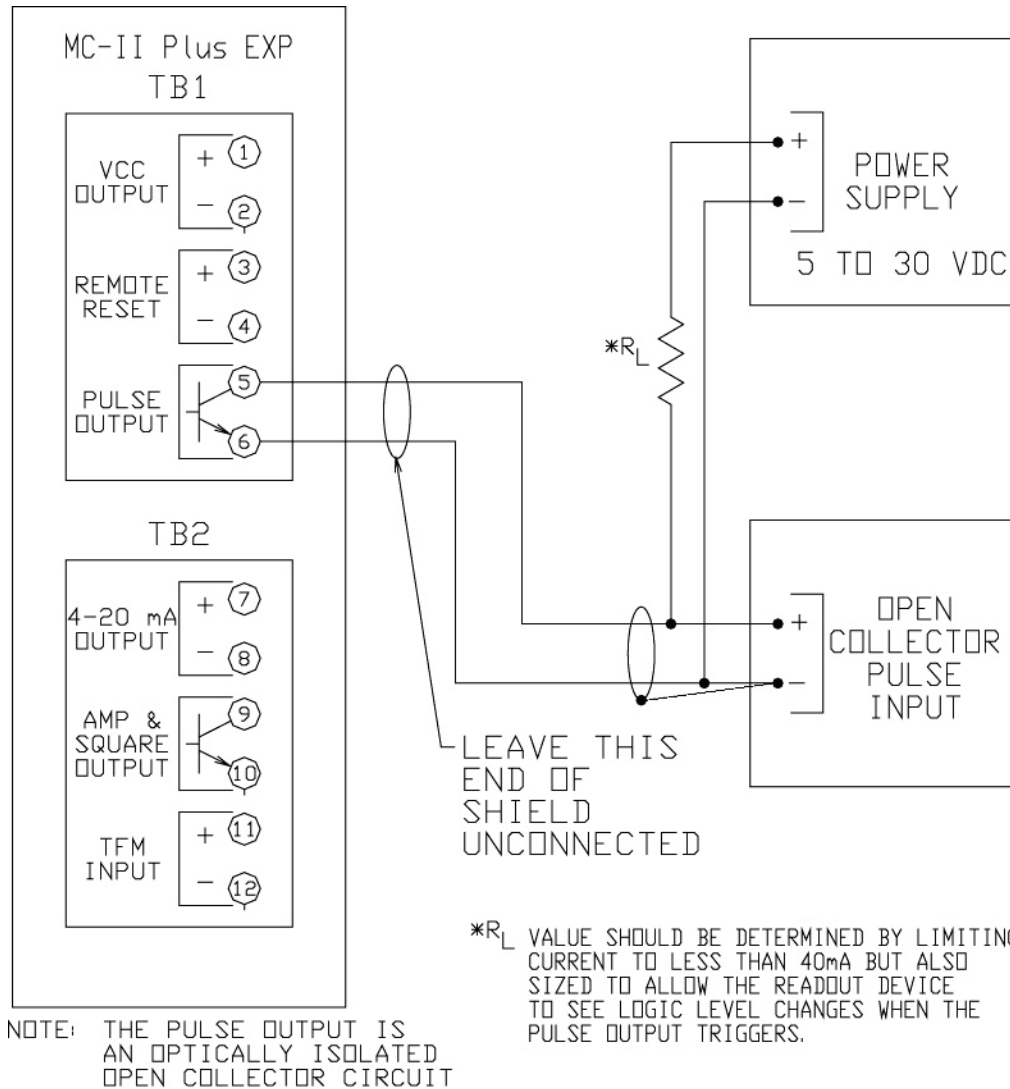 MC-II Plus EXP
TB1
VCC
OUTPUT
+ 1
- 2
REMOTE
RESET
+ 3
- 4
PULSE
OUTPUT
5
6
TB2
4-20 mA
OUTPUT
+ 7
- 8
AMP &
SQUARE
OUTPUT
9
10
TFM
INPUT
+ 11
- 12
NOTE: THE PULSE OUTPUT IS
AN OPTICALLY ISOLATED
OPEN COLLECTOR CIRCUIT
*RL
LEAVE THIS
END OF
SHIELD
UNCONNECTED
+
-
POWER
SUPPLY
5 TO 30 VDC
+
-
OPEN
COLLECTOR
PULSE
INPUT
*RL VALUE SHOULD BE DETERMINED BY LIMITING
CURRENT TO LESS THAN 40mA BUT ALSO
SIZED TO ALLOW THE READOUT DEVICE
TO SEE LOGIC LEVEL CHANGES WHEN THE
PULSE OUTPUT TRIGGERS.